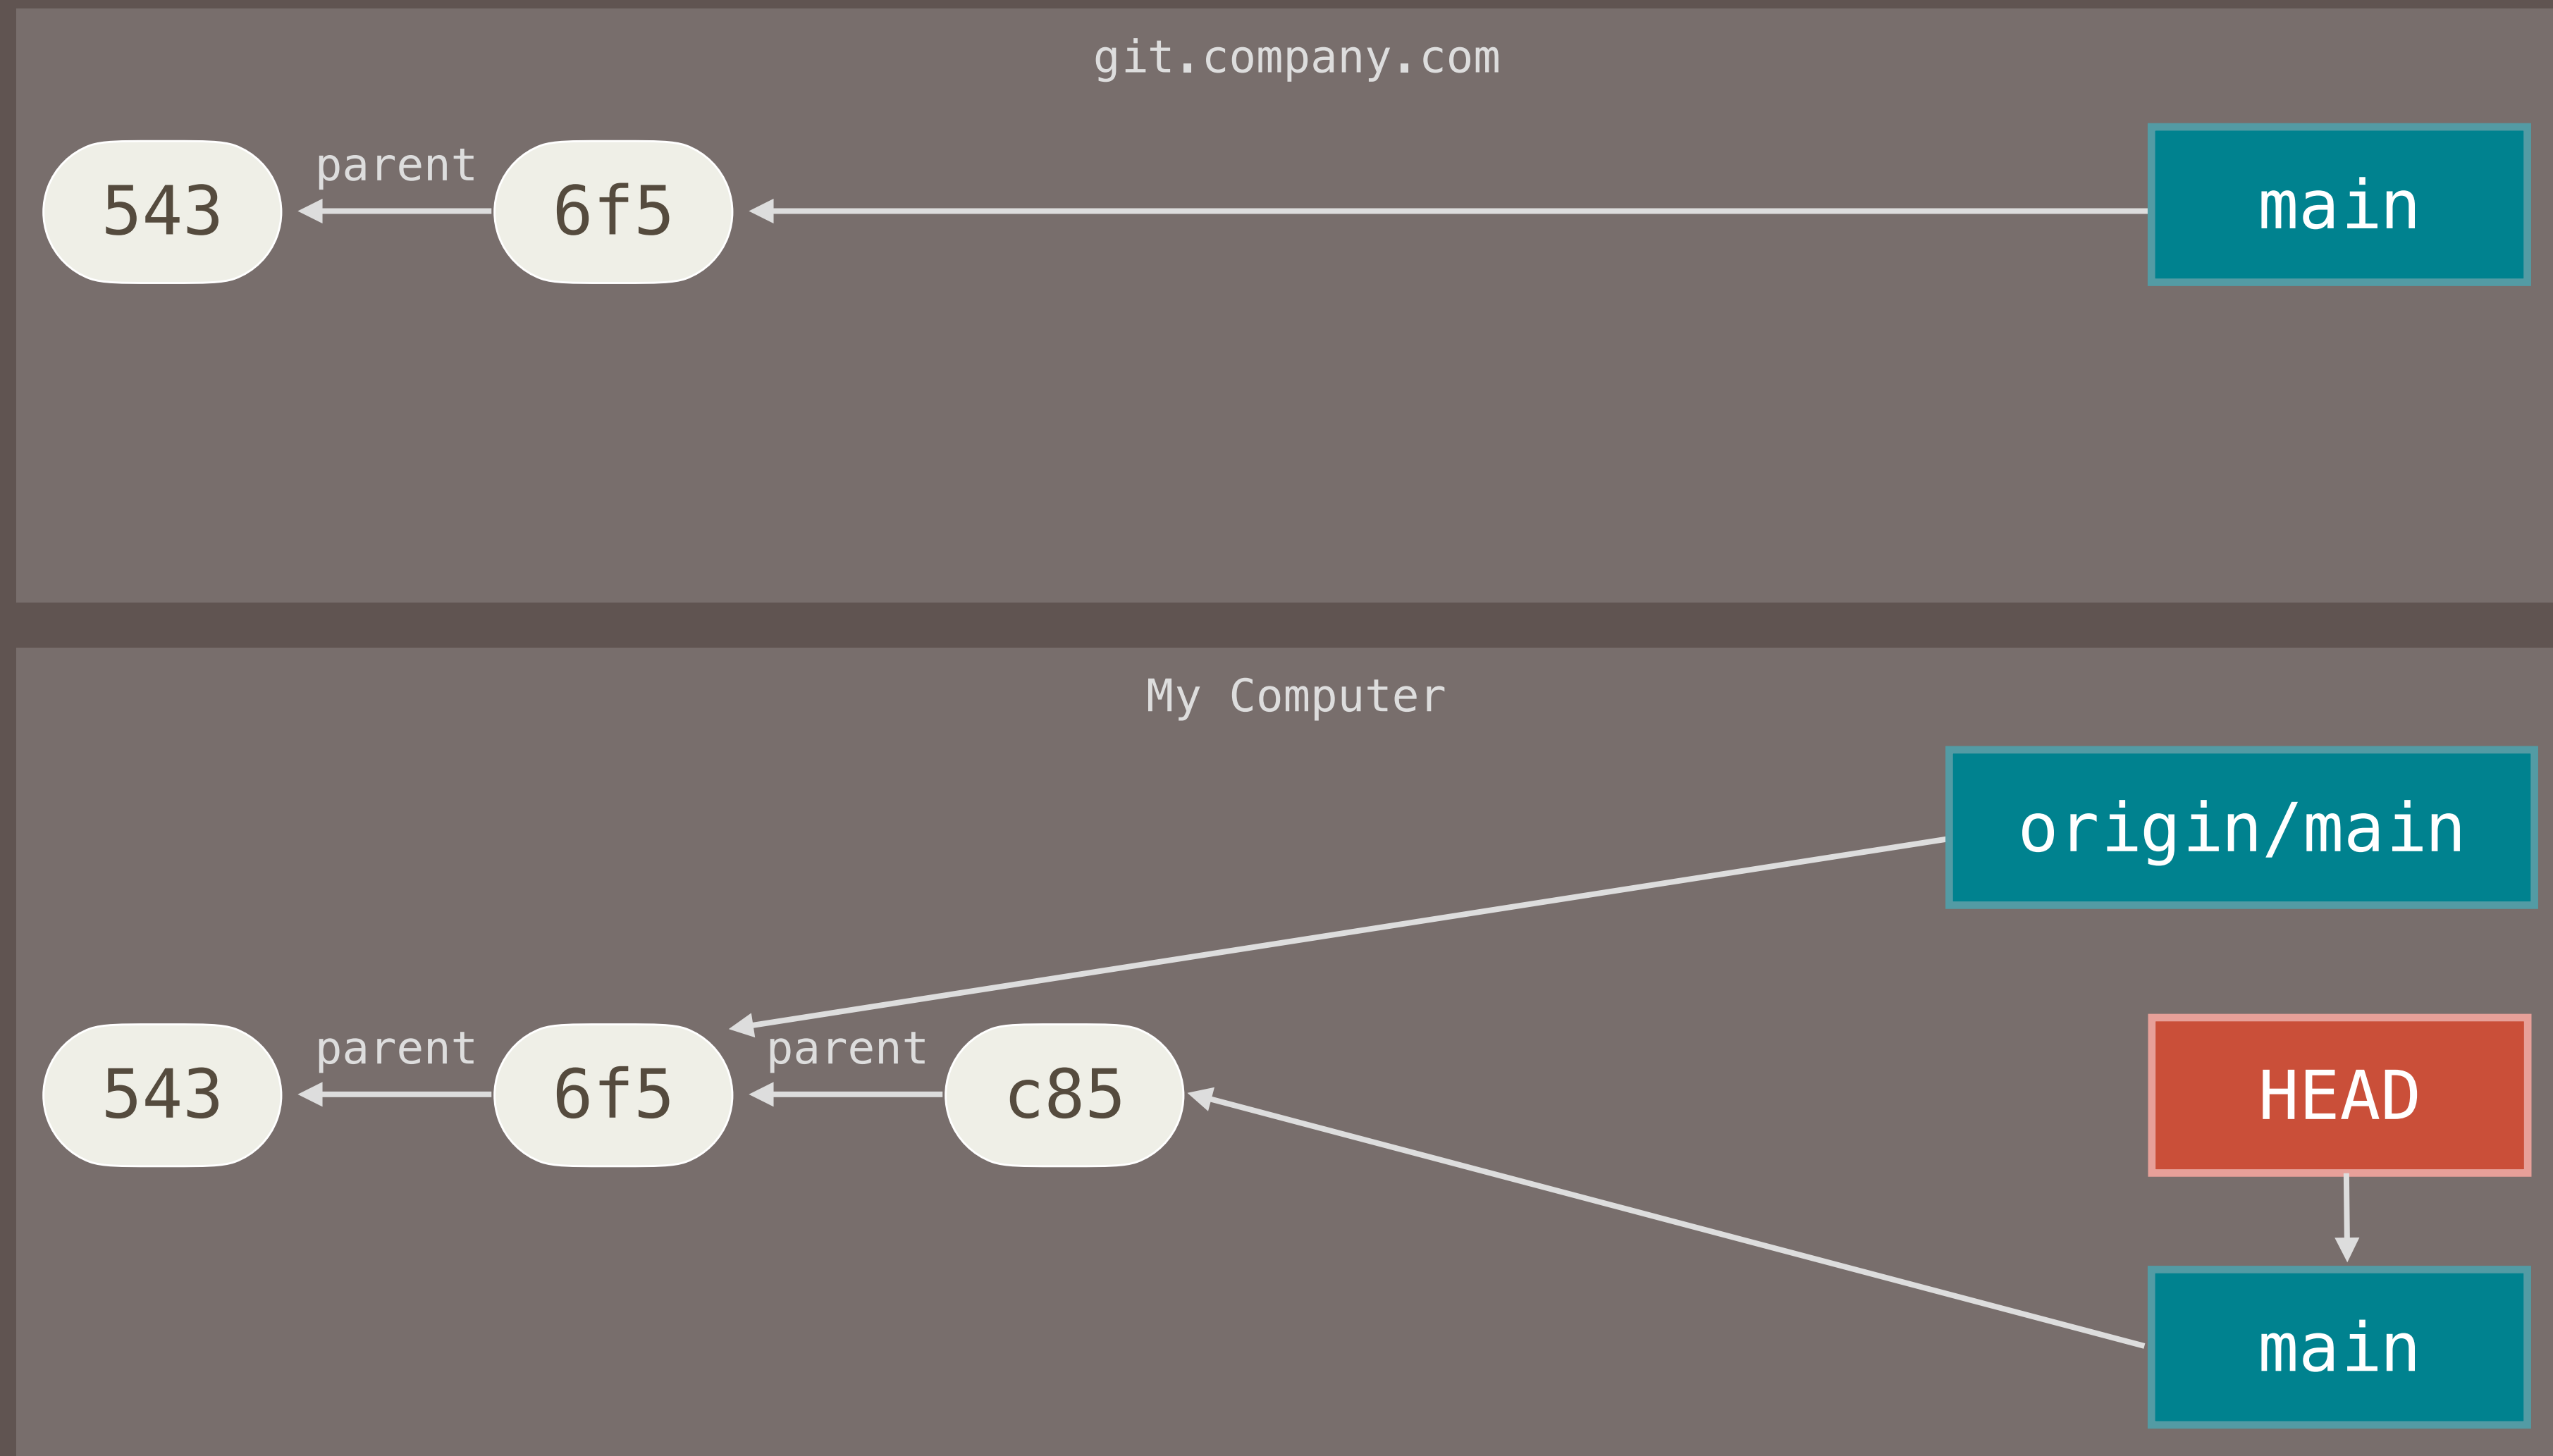 git.company.com
parent
543
6f5
main
My Computer
origin/main
parent
parent
543
6f5
c85
HEAD
main